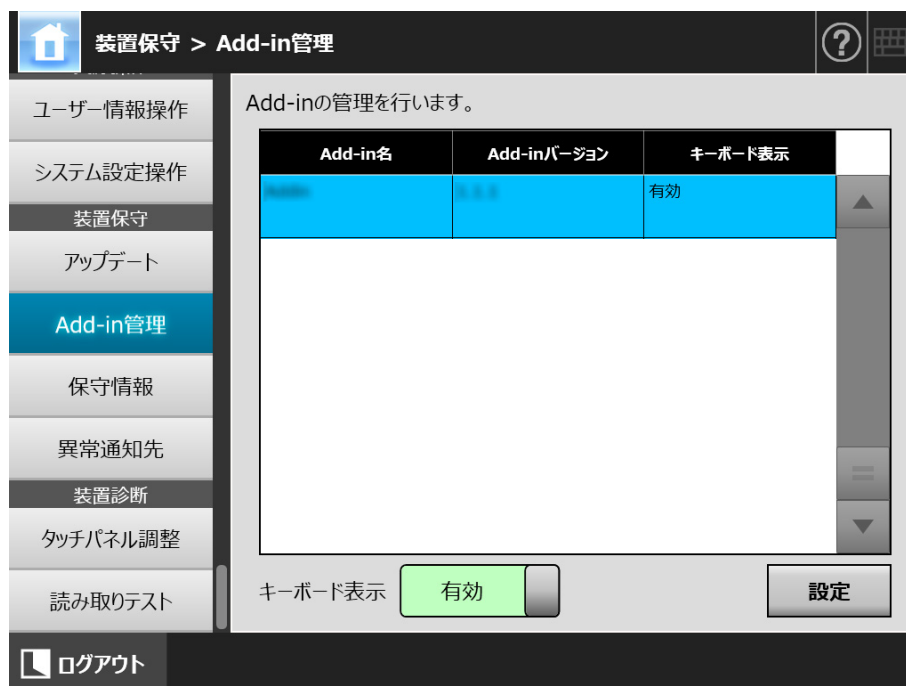 装置保守 > Add-in管理
ユーザー情報操作
システム設定操作
装置保守
アップデート
Add-in管理
保守情報
異常通知先
装置診断
タッチパネル調整
読み取りテスト
Add-inの管理を行います。
Add-in名 Add-inバージョン キーボード表示
有効
キーボード表示 有効
設定
ログアウト